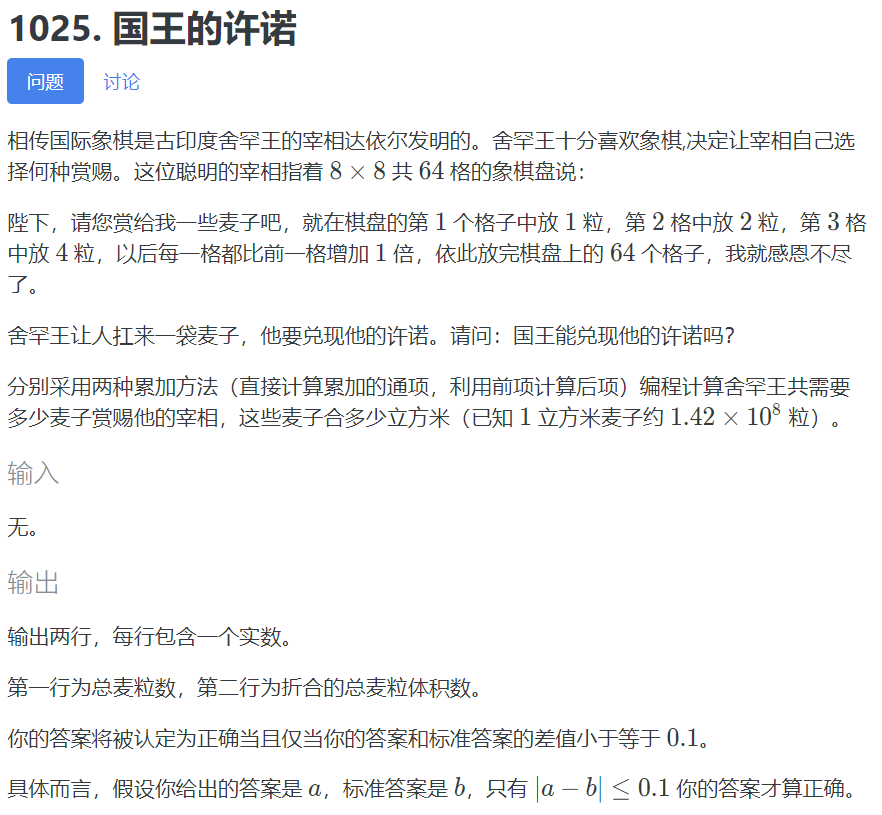 1025. 国王的许诺
问题 讨论
相传国际象棋是古印度舍罕王的宰相达依尔发明的。舍罕王十分喜欢象棋,决定让宰相自己选
择何种赏赐。这位聪明的宰相指着 8 × 8 共 64 格的象棋盘说：
陛下，请您赏给我一些麦子吧，就在棋盘的第 1 个格子中放 1 粒，第 2 格中放 2 粒，第 3 格
中放 4 粒，以后每一格都比前一格增加 1 倍，依此放完棋盘上的 64 个格子，我就感恩不尽
了。
舍罕王让人扛来一袋麦子，他要兑现他的许诺。请问：国王能兑现他的许诺吗？
分别采用两种累加方法（直接计算累加的通项，利用前项计算后项）编程计算舍罕王共需要
多少麦子赏赐他的宰相，这些麦子合多少立方米（已知 1 立方米麦子约 1.42 × 10⁸ 粒）。
输入
无。
输出
输出两行，每行包含一个实数。
第一行为总麦粒数，第二行为折合的总麦粒体积数。
你的答案将被认定为正确当且仅当你的答案和标准答案的差值小于等于 0.1。
具体而言，假设你给出的答案是 a，标准答案是 b，只有 |a − b| ≤ 0.1 你的答案才算正确。